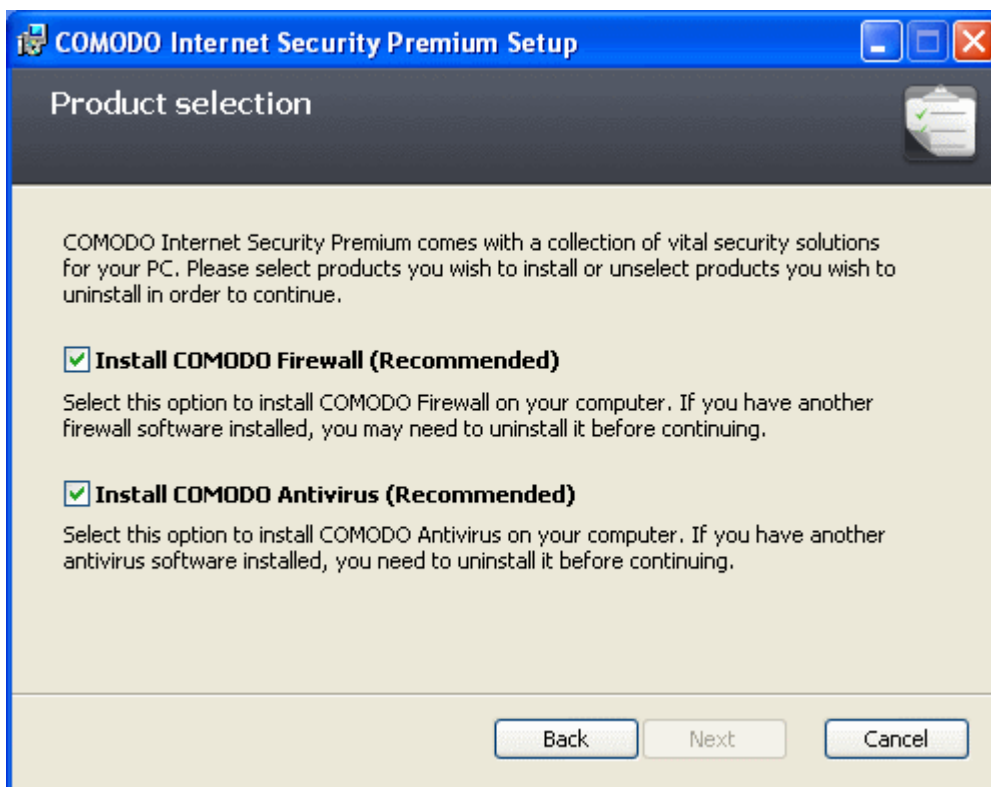 COMODO Internet Security Premium Setup
Product selection
COMODO Internet Security Premium comes with a collection of vital security solutions
for your PC. Please select products you wish to install or unselect products you wish to
uninstall in order to continue.
Install COMODO Firewall (Recommended)
Select this option to install COMODO Firewall on your computer. If you have another
firewall software installed, you may need to uninstall it before continuing.
Install COMODO Antivirus (Recommended)
Select this option to install COMODO Antivirus on your computer. If you have another
antivirus software installed, you need to uninstall it before continuing.
Back Next Cancel